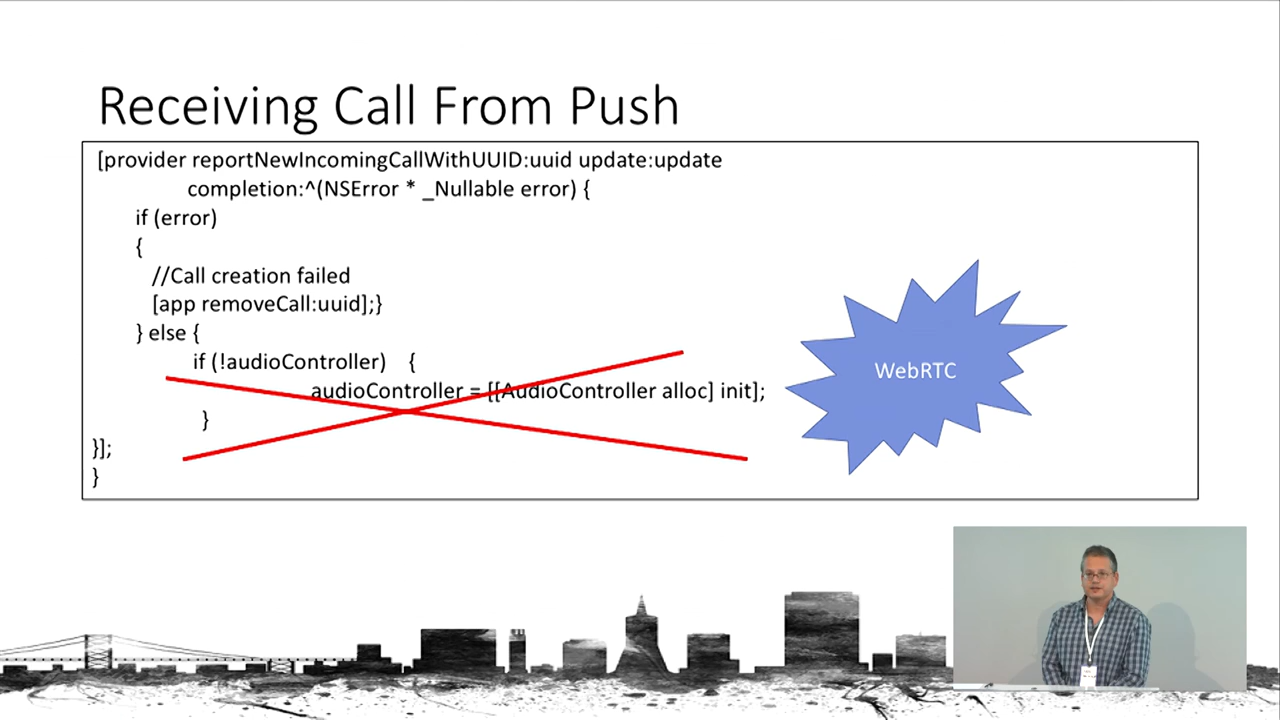 Receiving Call From Push
[provider reportNewIncomingCallWithUUID:uuid update:update
completion:^(NSError * _Nullable error) {
if (error)
{
//Call creation failed
[app removeCall:uuid];}
} else {
if (!audioController) {
audioController = [[AudioController alloc] init];
}
}];
}
WebRTC